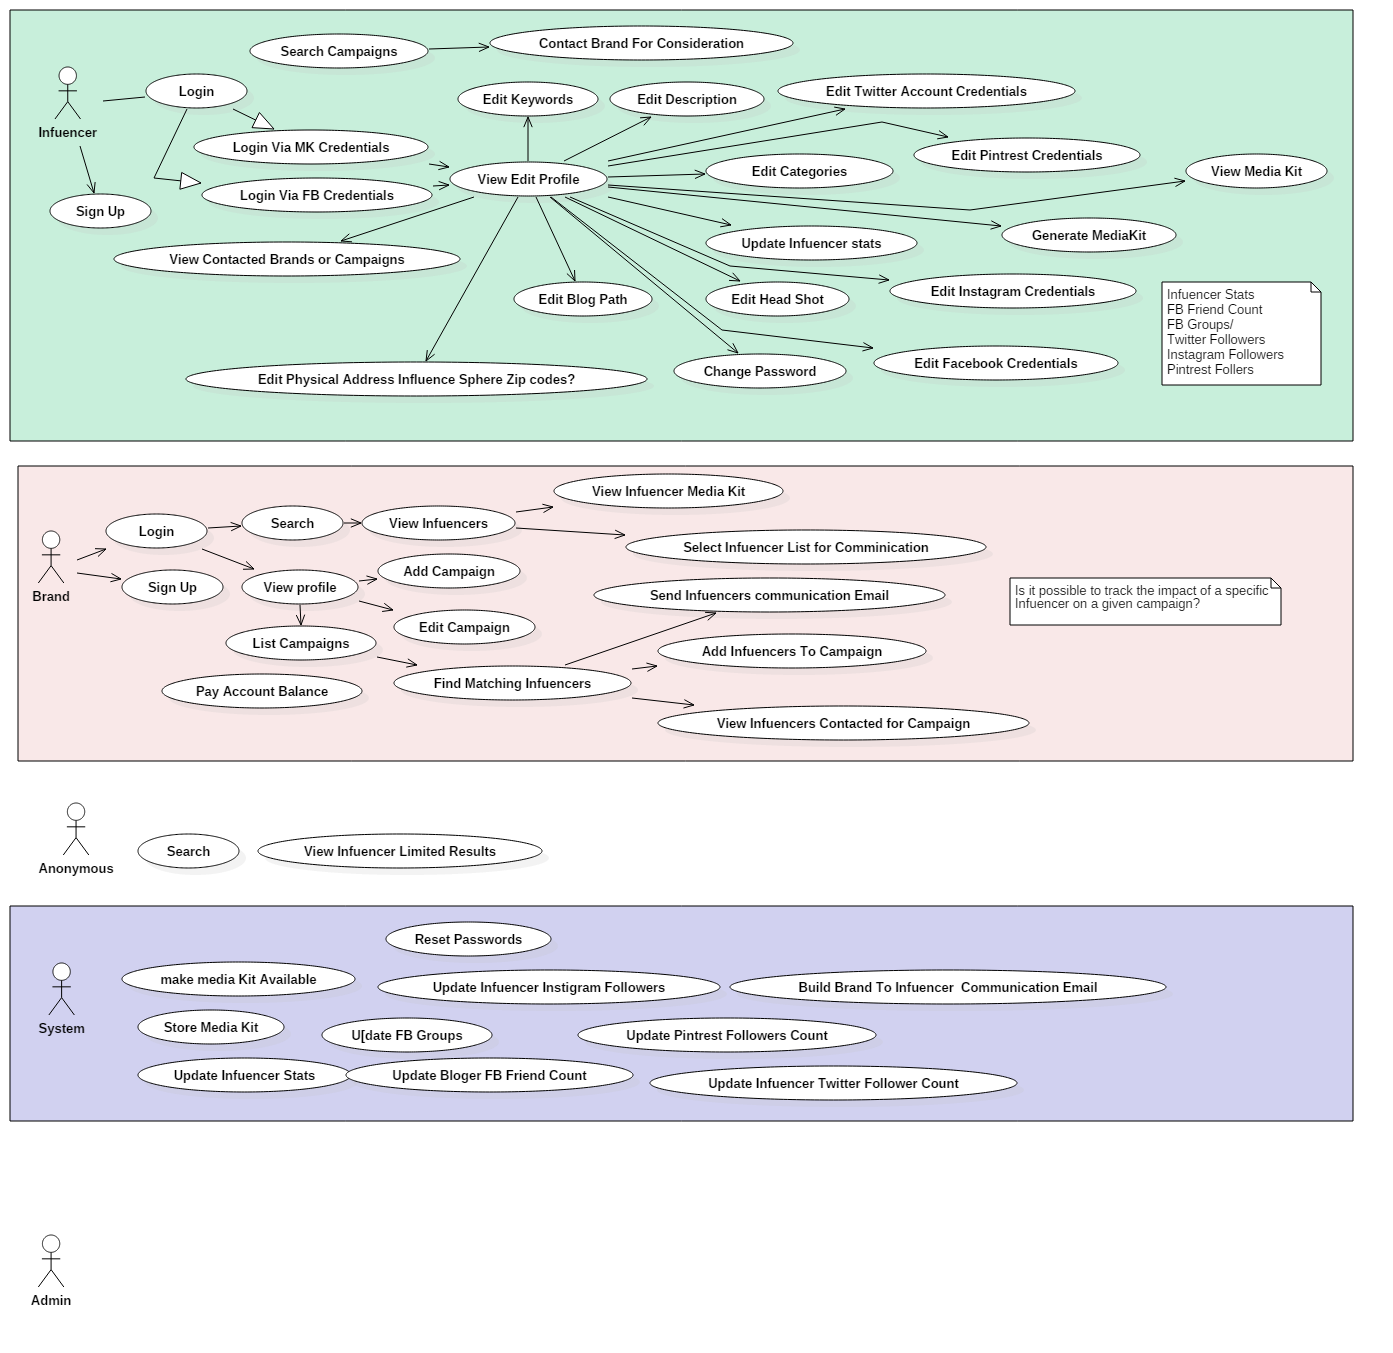 Search Campaigns
Contact Brand For Consideration
Infuencer
Login
Edit Keywords
Edit Description
Edit Twitter Account Credentials
Login Via MK Credentials
Edit Pintrest Credentials
View Edit Profile
Edit Categories
View Media Kit
Login Via FB Credentials
Sign Up
Update Infuencer stats
Generate MediaKit
View Contacted Brands or Campaigns
Edit Blog Path
Edit Head Shot
Edit Instagram Credentials
Infuencer Stats
FB Friend Count
FB Groups/
Twitter Followers
Instagram Followers
Pintrest Follers
Edit Physical Address Influence Sphere Zip codes?
Change Password
Edit Facebook Credentials
View Infuencer Media Kit
Brand
Login
Search
View Infuencers
Select Infuencer List for Comminication
Sign Up
View profile
Add Campaign
Send Infuencers communication Email
Is it possible to track the impact of a specific
Infuencer on a given campaign?
Edit Campaign
List Campaigns
Add Infuencers To Campaign
Pay Account Balance
Find Matching Infuencers
View Infuencers Contacted for Campaign
Anonymous
Search
View Infuencer Limited Results
Reset Passwords
System
make media Kit Available
Update Infuencer Instigram Followers
Build Brand To Infuencer  Communication Email
Store Media Kit
U[date FB Groups
Update Pintrest Followers Count
Update Infuencer Stats
Update Bloger FB Friend Count
Update Infuencer Twitter Follower Count
Admin